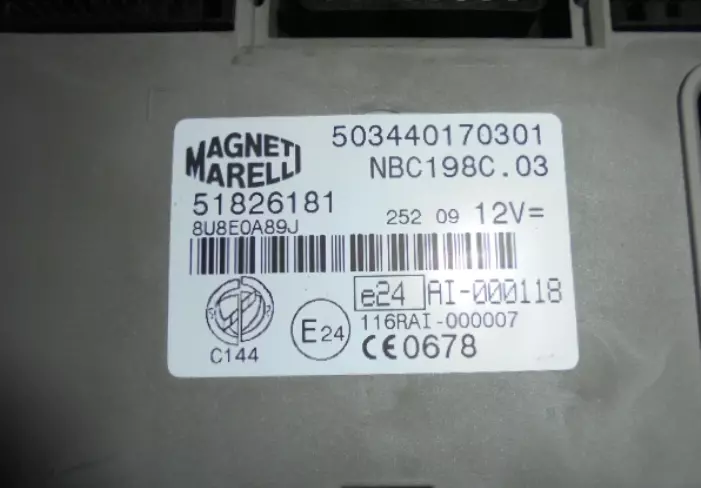 MAGNETI
MARELLI
503440170301
NBC198C.03
51826181
252 09 12V=
8U8E0A89J
e24 AI-000118
116RAI-000007
E24
C144
CE0678